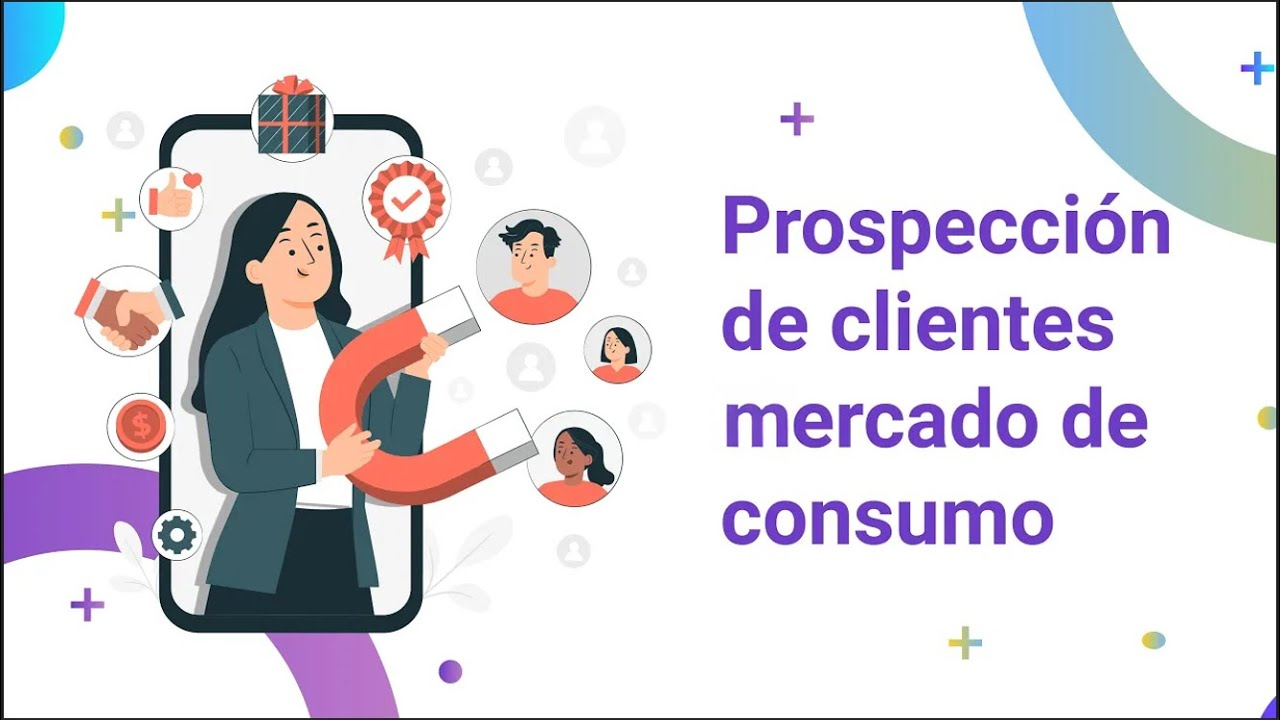 Prospección
de clientes
mercado de
consumo
$